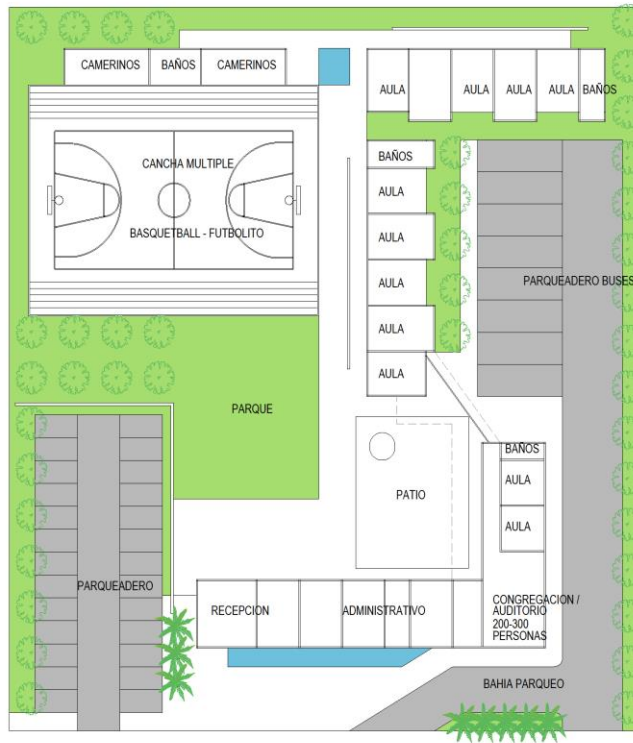 CAMERINOS
BAÑOS
CAMERINOS
AULA
AULA
AULA
AULA
BAÑOS
CANCHA MULTIPLE
BASQUETBALL - FUTBOLITO
BAÑOS
AULA
AULA
AULA
AULA
AULA
PARQUEADERO BUSES
PARQUE
PATIO
BAÑOS
AULA
AULA
PARQUEADERO
RECEPCION
ADMINISTRATIVO
CONGREGACION /
AUDITORIO
200-300
PERSONAS
BAHIA PARQUEO